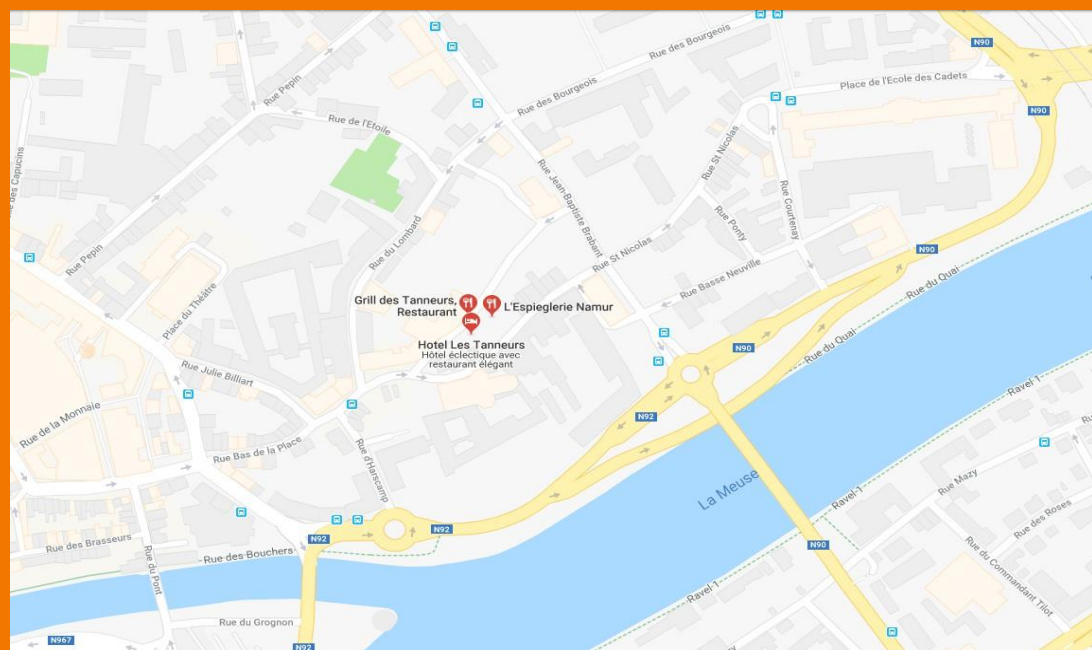 N90
Rue des Bourgeois
Place de l'Ecole des Cadets
Rue Pepin
Rue des Bourgeois
N90
Rue de l'Etoile
Rue St Nicolas
Rue Jean-Baptiste Brabant
Rue Courtenay
Rue du Lombard
Rue Ponty
Rue Pepin
Rue St Nicolas
N90
Rue Basse Neuville
Rue du Quai
Place du Théâtre
Grill des Tanneurs,
Restaurant
L'Espieglerie Namur
Hotel Les Tanneurs
Hôtel éclectique avec
restaurant élégant
N90
Rue du Quai
Rue Julie Billiart
Ravel-1
Rue de la Monnaie
N92
Rue Bas de la Place
Rue d'Harscamp
La Meuse
Rue Mazy
Ravel-1
Rue des Roses
N92
N92
Rue des Brasseurs
Rue des Bouchers
N90
Rue du Pont
Rue du Commandant Tilot
Ravel-1
Rue du Grognon
N967
N92